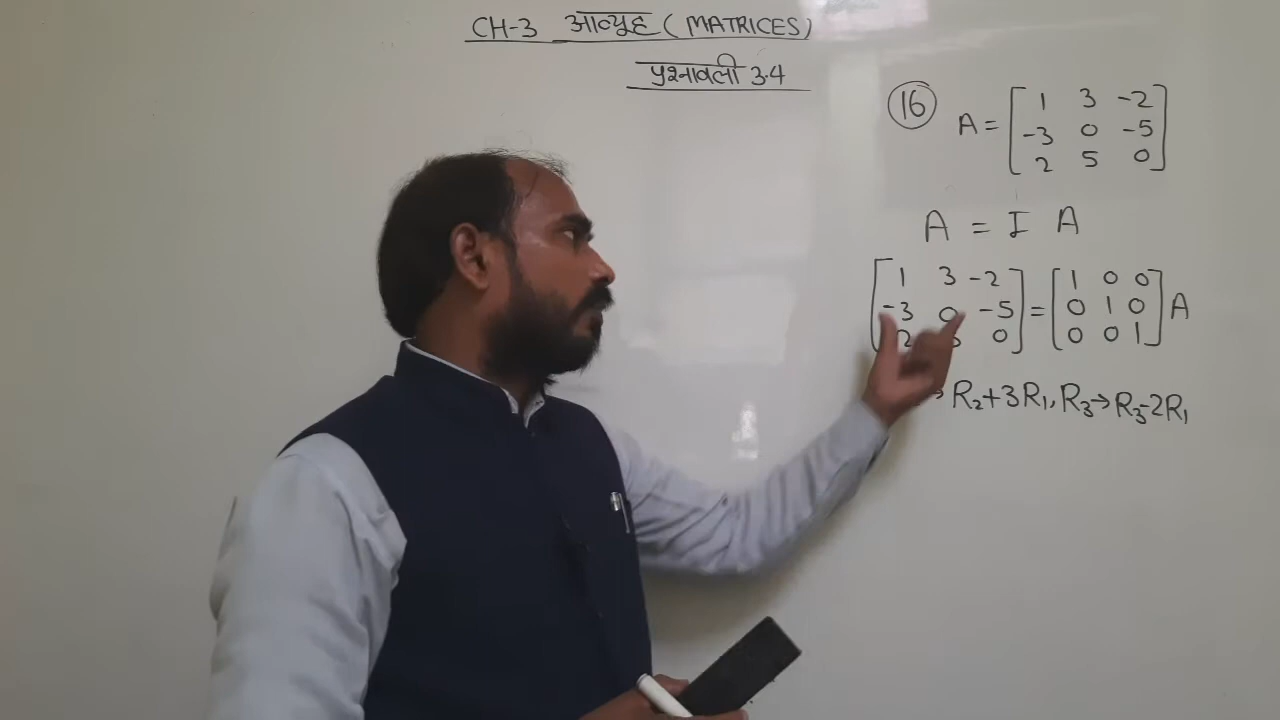 CH-3 आव्यूह (MATRICES)
प्रश्नावली 3.4
16 A = [ 1 3 -2
-3 0 -5
2 5 0 ]
A = I A
[ 1 3 -2 ] [ 1 0 0 ]
-3 0 -5 = 0 1 0 A
2 0 0 0 1
→ R₂+3R₁, R₃→R₃-2R₁